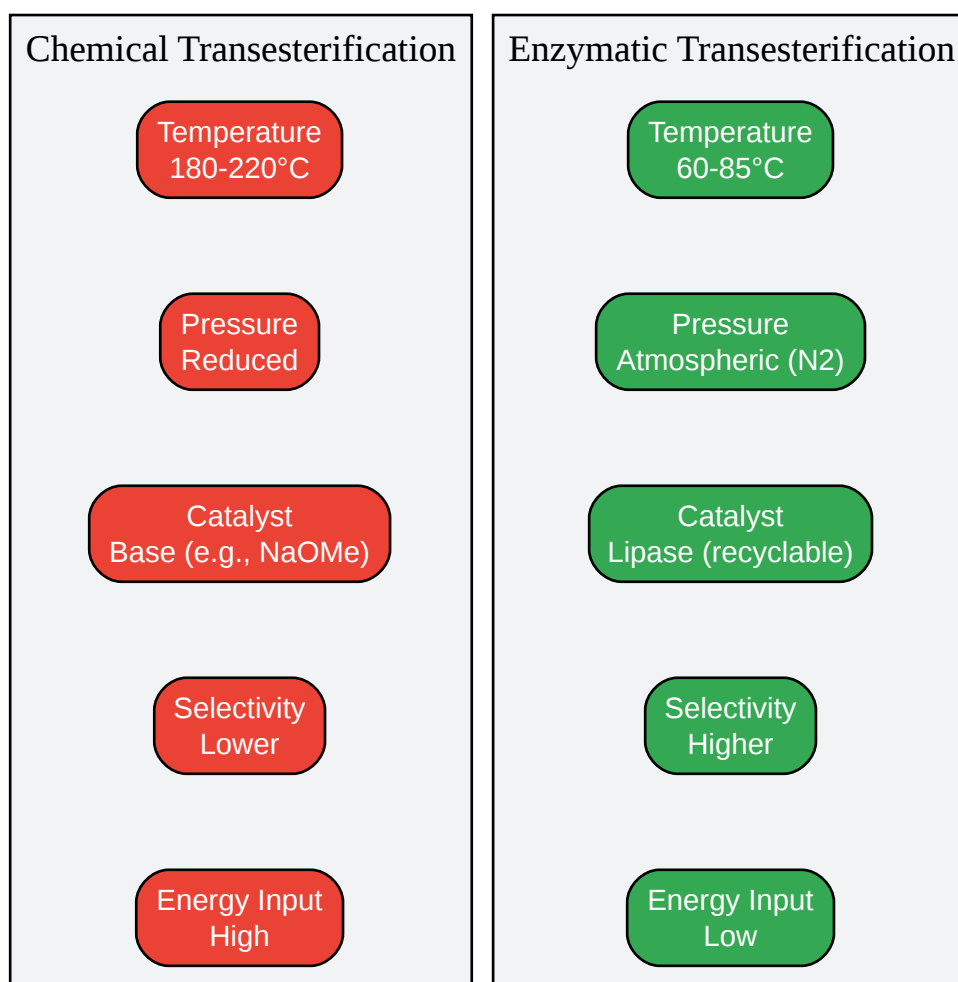 Chemical Transesterification
Temperature
180-220°C
Pressure
Reduced
Catalyst
Base (e.g., NaOMe)
Selectivity
Lower
Energy Input
High
Enzymatic Transesterification
Temperature
60-85°C
Pressure
Atmospheric (N2)
Catalyst
Lipase (recyclable)
Selectivity
Higher
Energy Input
Low